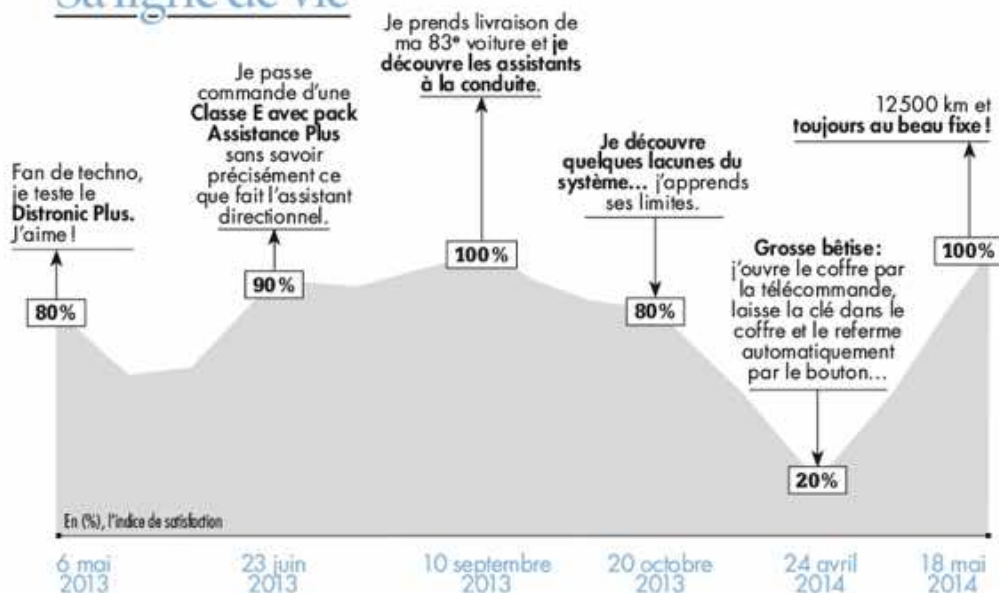 Sa ligne de vie
Fan de techno,
je teste le
Distronic Plus.
J'aime !
80%
Je passe
commande d'une
Classe E avec pack
Assistance Plus
sans savoir
précisément ce
que fait l'assistant
directionnel.
90%
Je prends livraison de
ma 83e voiture et je
découvre les assistants
à la conduite.
100%
Je découvre
quelques lacunes du
système... j'apprends
ses limites.
80%
Grosse bêtise:
j'ouvre le coffre par
la télécommande,
laisse la clé dans le
coffre et le referme
automatiquement
par le bouton...
20%
12500 km et
toujours au beau fixe !
100%
En (%), l'indice de satisfaction
6 mai
2013
23 juin
2013
10 septembre
2013
20 octobre
2013
24 avril
2014
18 mai
2014